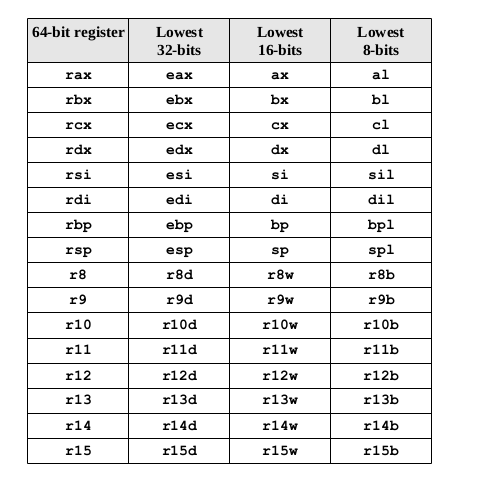 64-bit register Lowest 32-bits Lowest 16-bits Lowest 8-bits
rax eax ax al
rbx ebx bx bl
rcx ecx cx cl
rdx edx dx dl
rsi esi si sil
rdi edi di dil
rbp ebp bp bpl
rsp esp sp spl
r8 r8d r8w r8b
r9 r9d r9w r9b
r10 r10d r10w r10b
r11 r11d r11w r11b
r12 r12d r12w r12b
r13 r13d r13w r13b
r14 r14d r14w r14b
r15 r15d r15w r15b